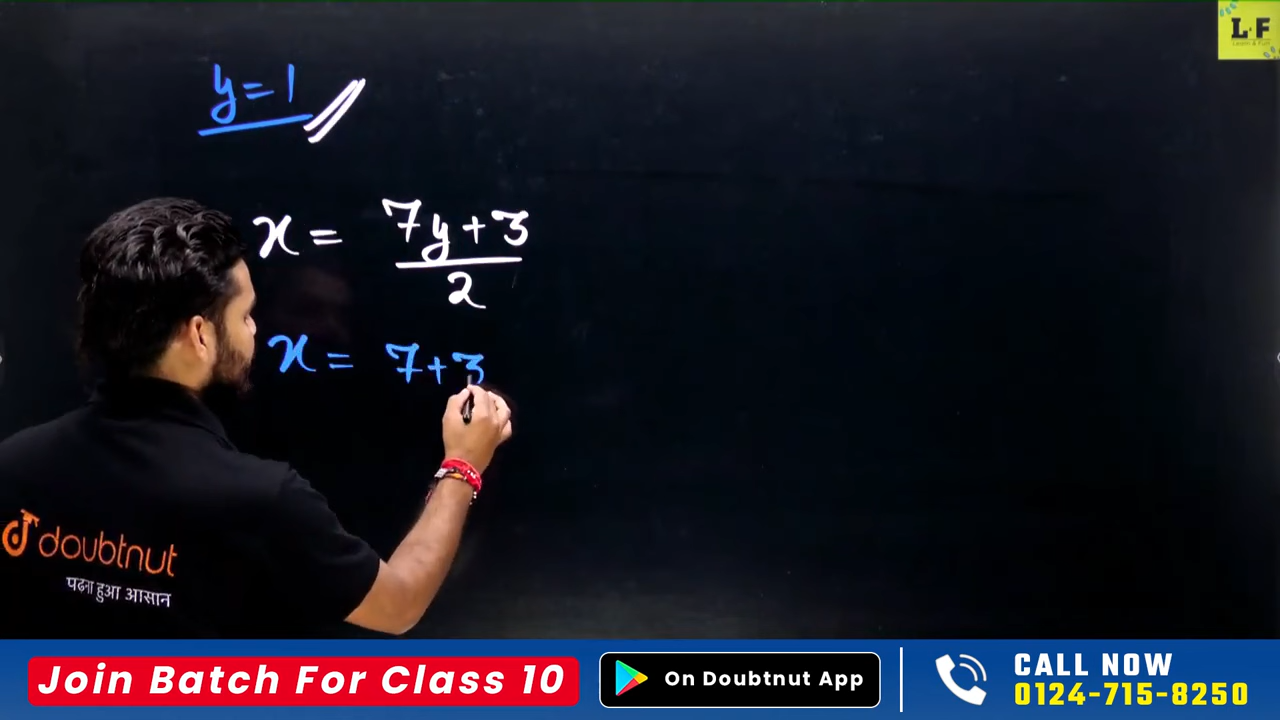 L F
y=1
x = 7y+3
2
x = 7+3
doubtnut
पढ़ना हुआ आसान
Join Batch For Class 10
On Doubtnut App
CALL NOW
0124-715-8250